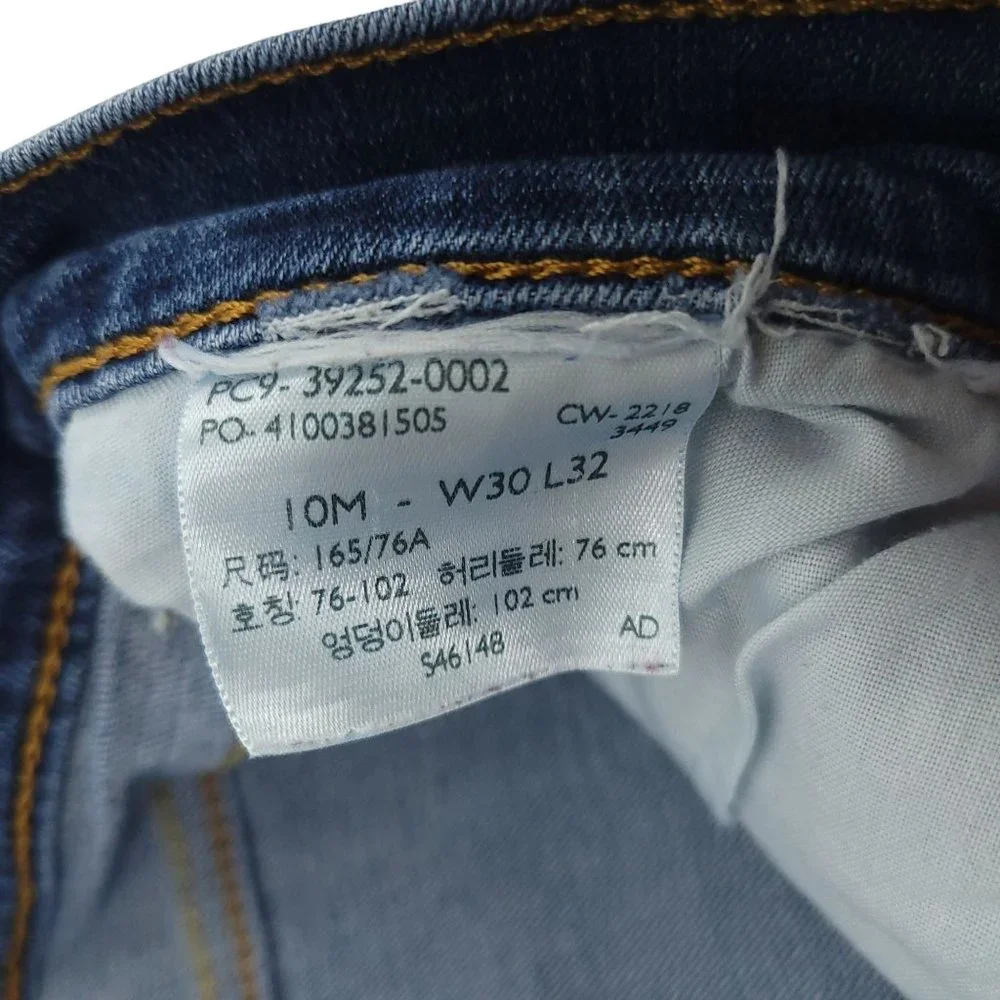 PC9- 39252-0002
PO- 4100381505 CW- 2218
3449
10M - W30 L32
尺码: 165/76A
호칭: 76-102 허리둘레: 76 cm
엉덩이둘레: 102 cm
S46148 AD